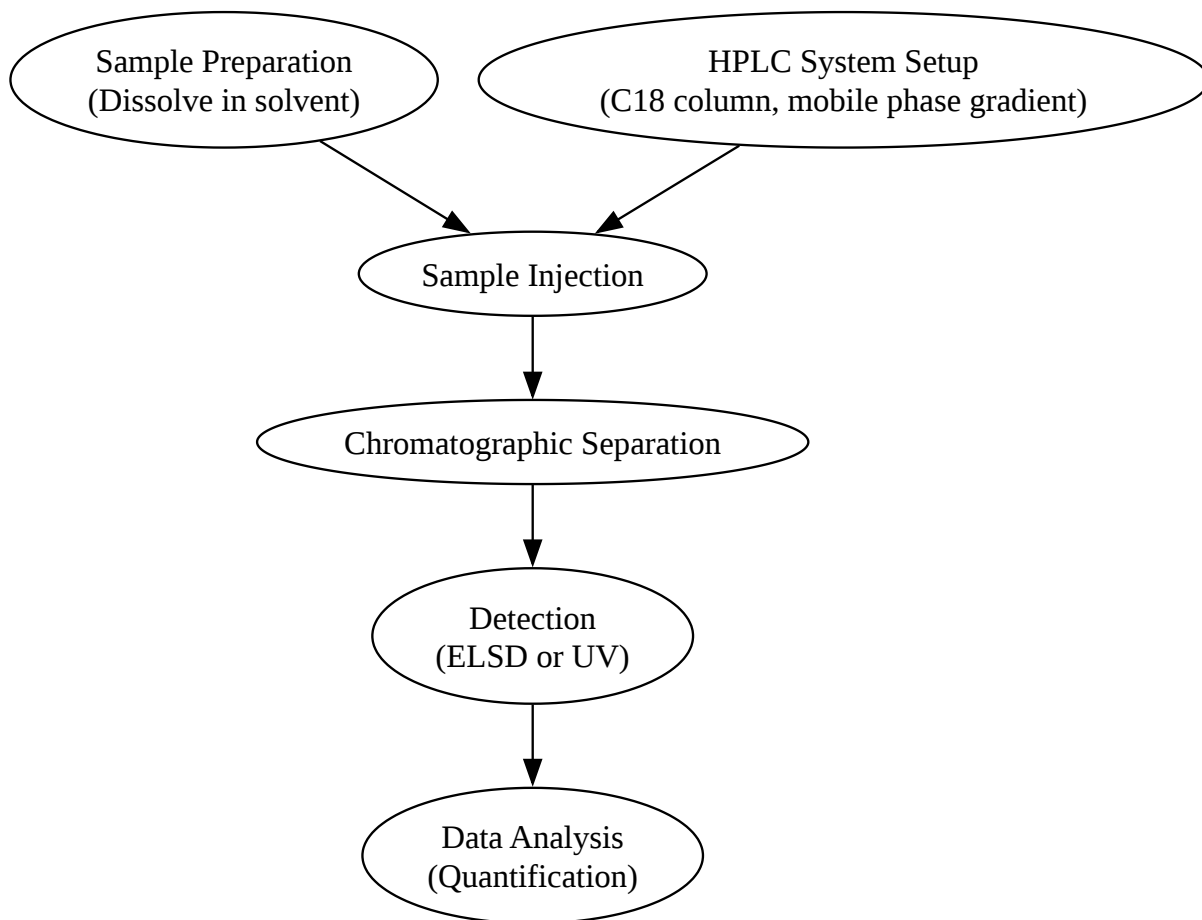 Sample Preparation
(Dissolve in solvent)
HPLC System Setup
(C18 column, mobile phase gradient)
Sample Injection
Chromatographic Separation
Detection
(ELSD or UV)
Data Analysis
(Quantification)